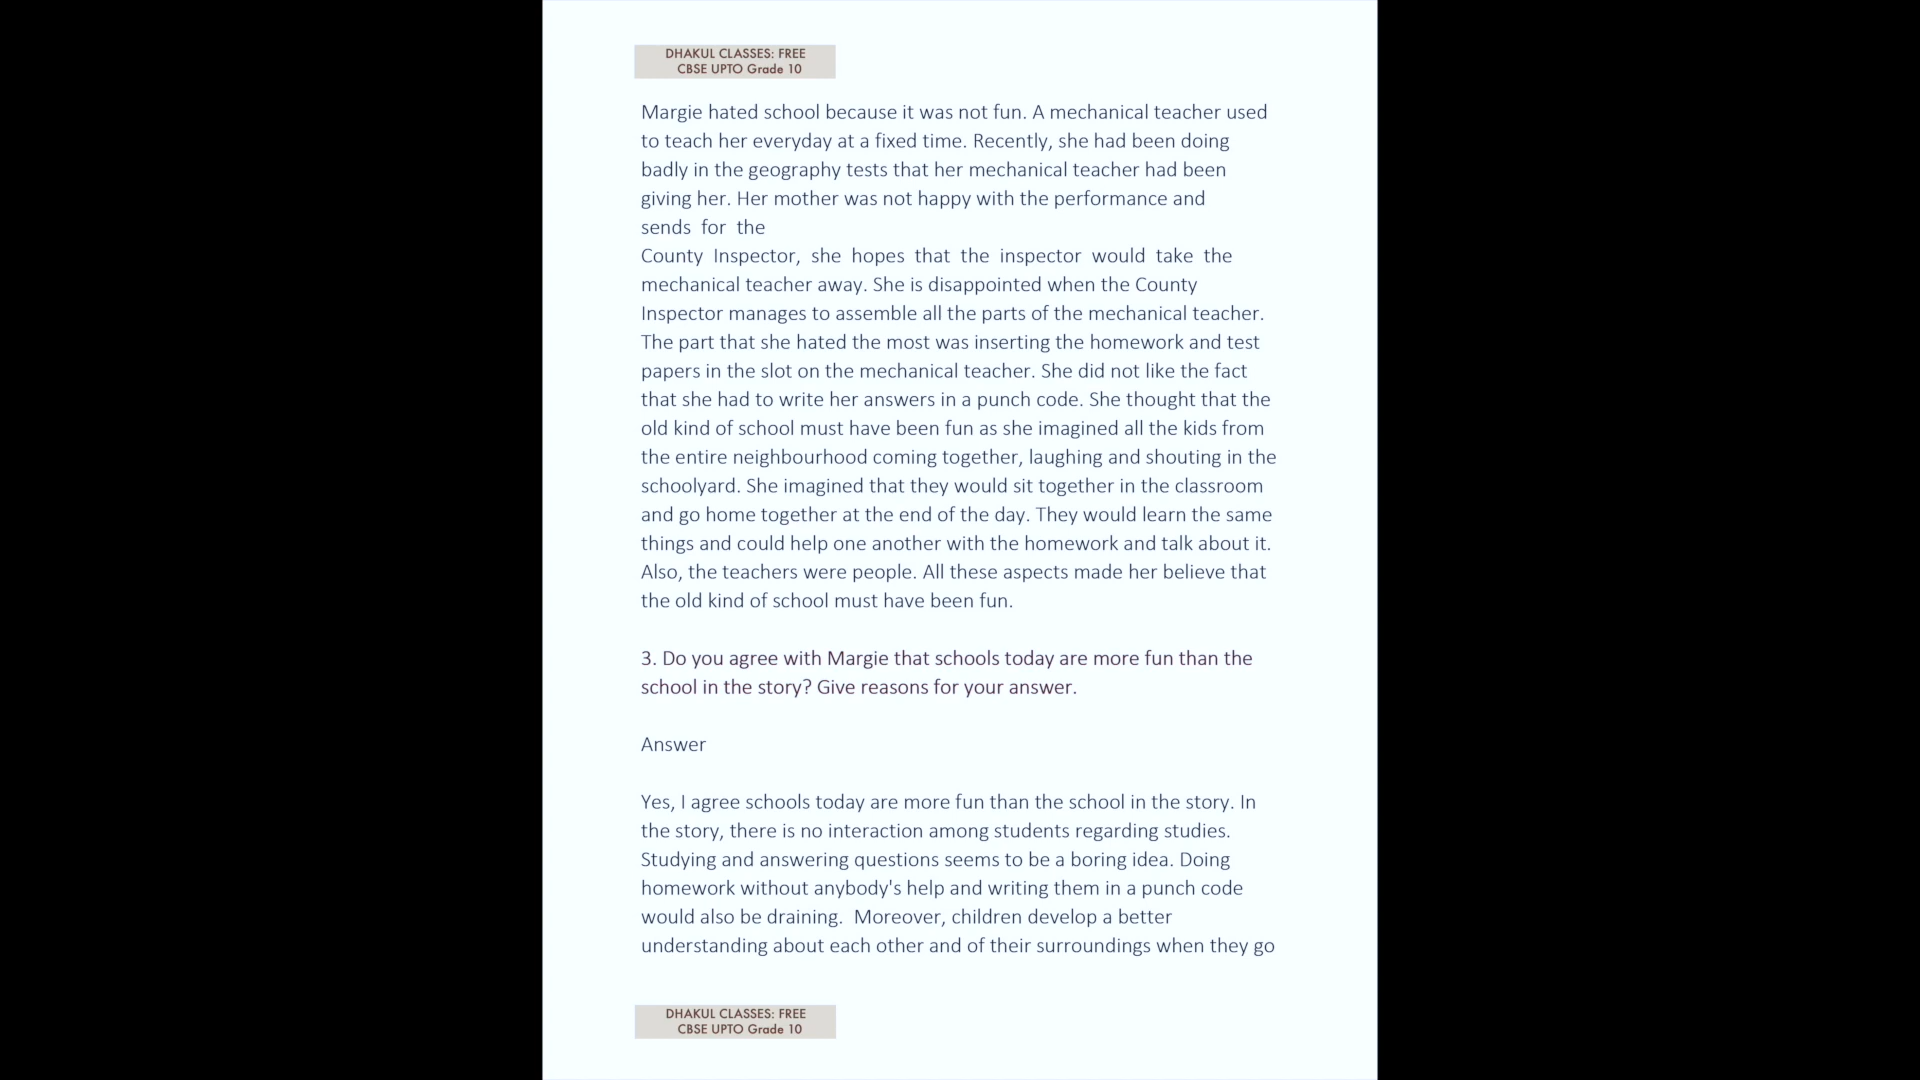 DHAKUL CLASSES: FREE
CBSE UPTO Grade 10
Margie hated school because it was not fun. A mechanical teacher used
to teach her everyday at a fixed time. Recently, she had been doing
badly in the geography tests that her mechanical teacher had been
giving her. Her mother was not happy with the performance and
sends for the
County Inspector, she hopes that the inspector would take the
mechanical teacher away. She is disappointed when the County
Inspector manages to assemble all the parts of the mechanical teacher.
The part that she hated the most was inserting the homework and test
papers in the slot on the mechanical teacher. She did not like the fact
that she had to write her answers in a punch code. She thought that the
old kind of school must have been fun as she imagined all the kids from
the entire neighbourhood coming together, laughing and shouting in the
schoolyard. She imagined that they would sit together in the classroom
and go home together at the end of the day. They would learn the same
things and could help one another with the homework and talk about it.
Also, the teachers were people. All these aspects made her believe that
the old kind of school must have been fun.
3. Do you agree with Margie that schools today are more fun than the
school in the story? Give reasons for your answer.
Answer
Yes, I agree schools today are more fun than the school in the story. In
the story, there is no interaction among students regarding studies.
Studying and answering questions seems to be a boring idea. Doing
homework without anybody's help and writing them in a punch code
would also be draining. Moreover, children develop a better
understanding about each other and of their surroundings when they go
DHAKUL CLASSES: FREE
CBSE UPTO Grade 10